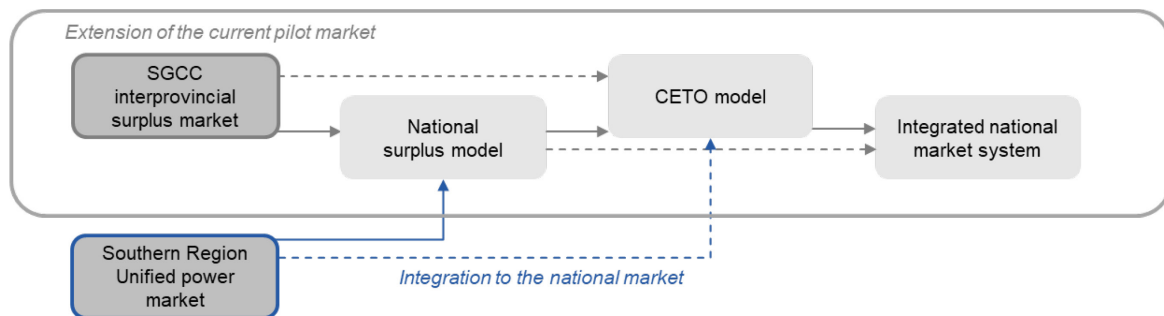 Extension of the current pilot market
SGCC
interprovincial
surplus market
National
surplus model
CETO model
Integrated national
market system
Southern Region
Unified power
market
Integration to the national market